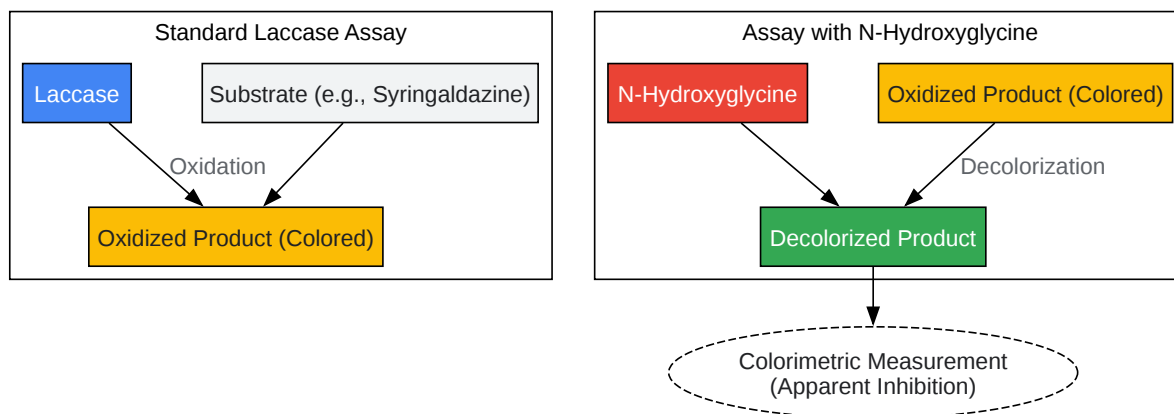 Standard Laccase Assay
Laccase
Substrate (e.g., Syringaldazine)
Oxidation
Oxidized Product (Colored)
Assay with N-Hydroxyglycine
N-Hydroxyglycine
Oxidized Product (Colored)
Decolorization
Decolorized Product
Colorimetric Measurement
(Apparent Inhibition)